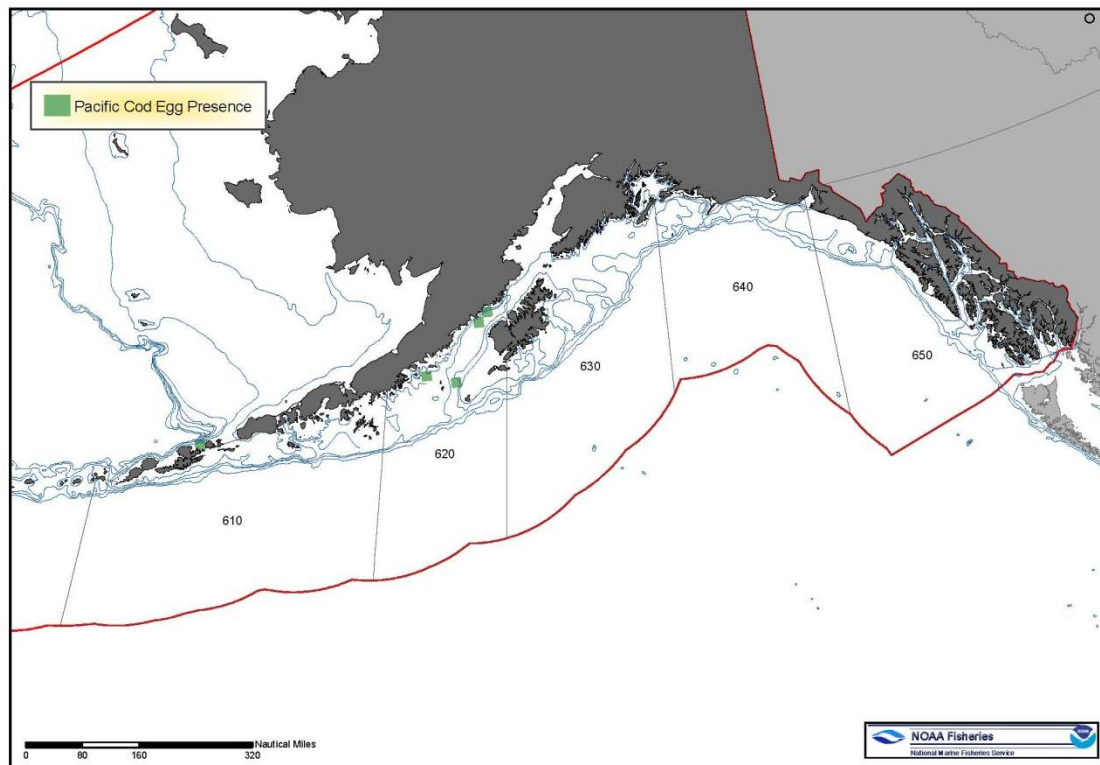 Pacific Cod Egg Presence
640
650
630
620
610
Nautical Miles
0 80 160 320
NOAA Fisheries
National Marine Fisheries Service